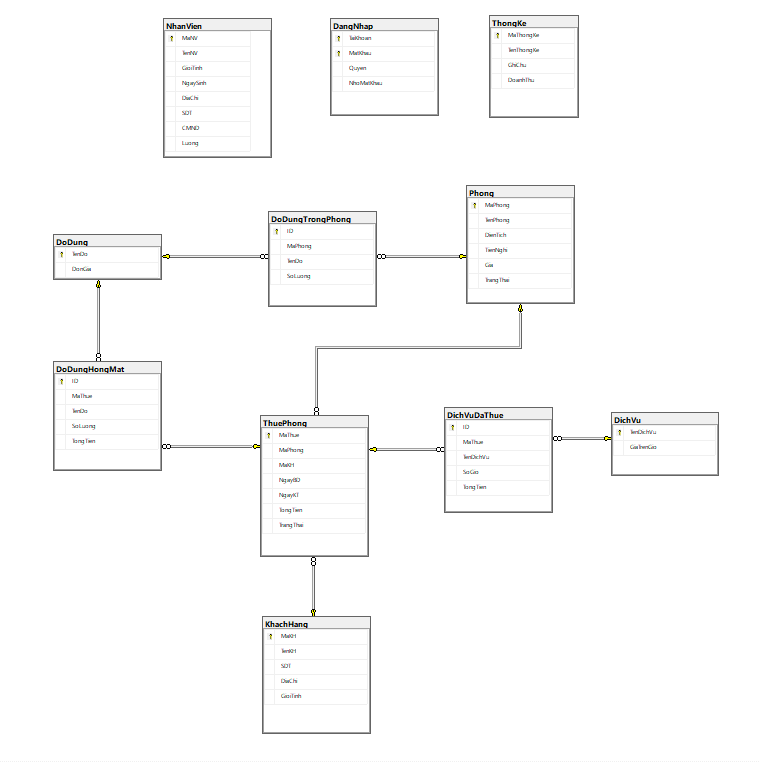 NhanVien
MaNV
TenNV
GioiTinh
NgaySinh
DiaChi
SDT
CMND
Luong
DangNhap
TaiKhoan
MatKhau
Quyen
NhoMatKhau
ThongKe
MaThongKe
TenThongKe
GhiChu
DoanhThu
DoDung
TenDo
DonGia
DoDungTrongPhong
ID
MaPhong
TenDo
SoLuong
Phong
MaPhong
TenPhong
DienTich
TienNghi
Gia
TrangThai
DoDungHongMat
ID
MaThue
TenDo
SoLuong
TongTien
ThuePhong
MaThue
MaPhong
MaKH
NgayBD
NgayKT
TongTien
TrangThai
DichVuDaThue
ID
MaThue
TenDichVu
SoGio
TongTien
DichVu
TenDichVu
GiaTrenGio
KhachHang
MaKH
TenKH
SDT
DiaChi
GioiTinh